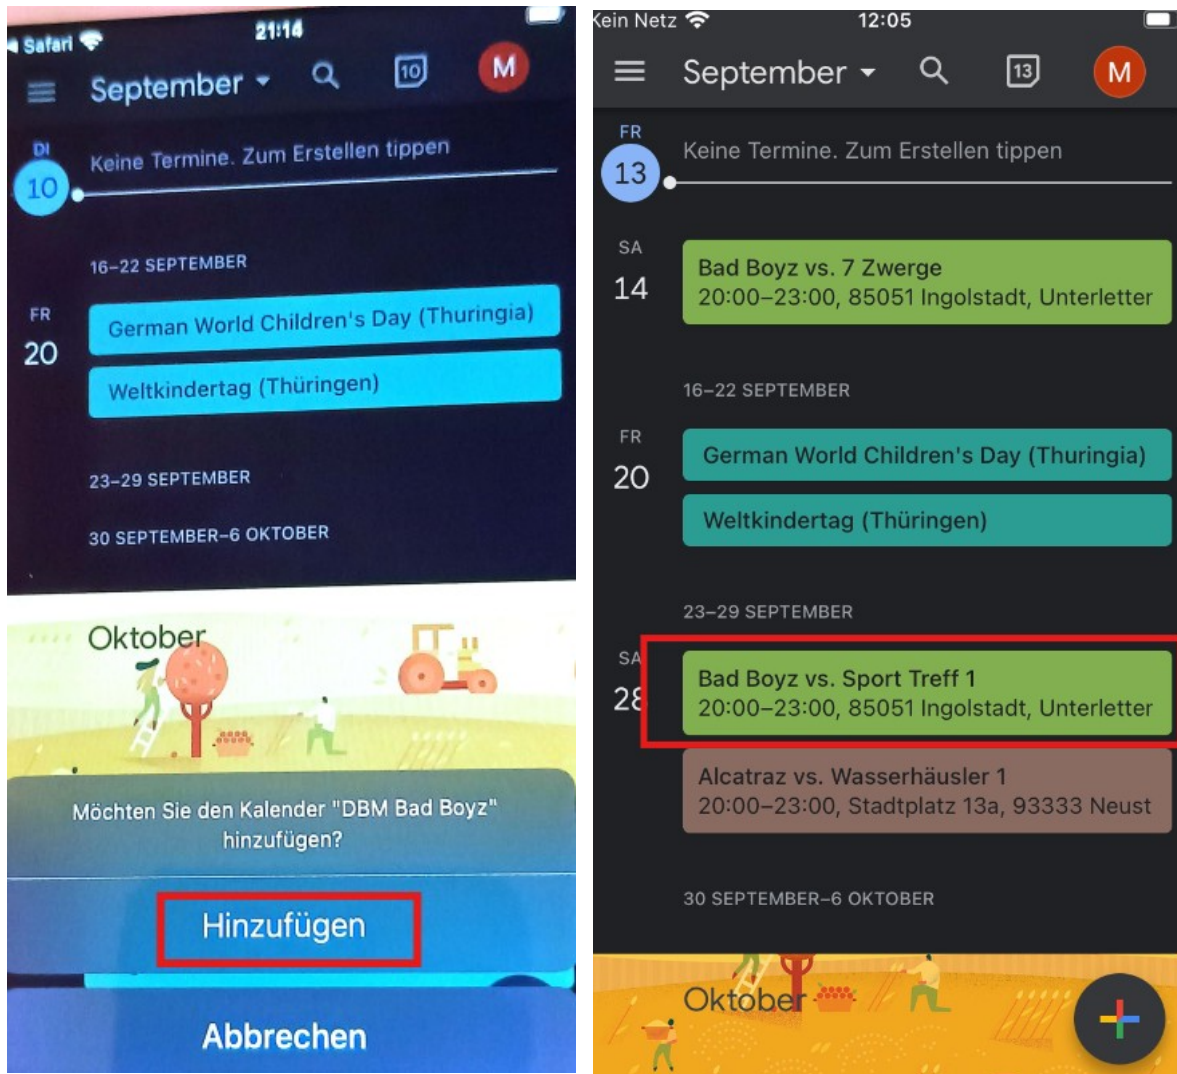 Safari
21:14
September
10
M
DI
10
Keine Termine. Zum Erstellen tippen
16–22 SEPTEMBER
FR
20
German World Children's Day (Thuringia)
Weltkindertag (Thüringen)
23–29 SEPTEMBER
30 SEPTEMBER–6 OKTOBER
Oktober
Möchten Sie den Kalender "DBM Bad Boyz"
hinzufügen?
Hinzufügen
Abbrechen
Kein Netz
12:05
September
13
M
FR
13
Keine Termine. Zum Erstellen tippen
SA
14
Bad Boyz vs. 7 Zwerge
20:00–23:00, 85051 Ingolstadt, Unterletter
16–22 SEPTEMBER
FR
20
German World Children's Day (Thuringia)
Weltkindertag (Thüringen)
23–29 SEPTEMBER
SA
28
Bad Boyz vs. Sport Treff 1
20:00–23:00, 85051 Ingolstadt, Unterletter
Alcatraz vs. Wasserhäusler 1
20:00–23:00, Stadtplatz 13a, 93333 Neust
30 SEPTEMBER–6 OKTOBER
Oktober